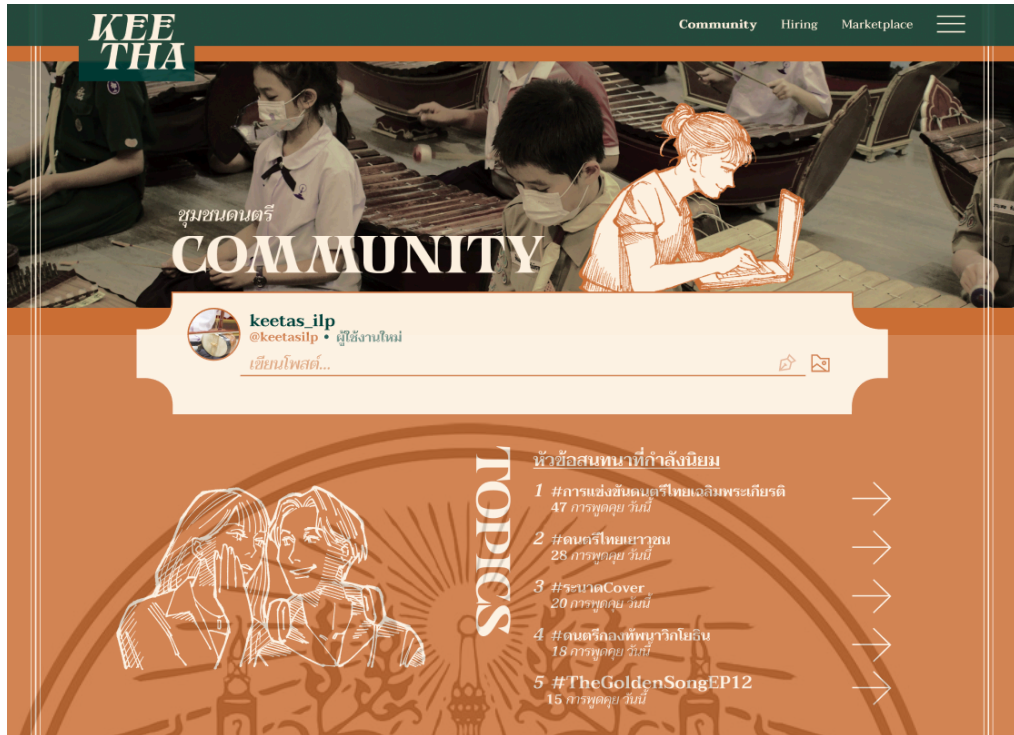 KEE
THA
Community Hiring Marketplace
ชุมชนดนตรี
COMMUNITY
keetas_ilp
@keetasilp • ผู้ใช้งานใหม่
เขียนโพสต์...
TOPICS
หัวข้อสนทนาที่กำลังนิยม
1 #การแข่งขันดนตรีไทยเฉลิมพระเกียรติ
47 การพูดคุย วันนี้
2 #ดนตรีไทยเยาวชน
28 การพูดคุย วันนี้
3 #ระนาดCover
20 การพูดคุย วันนี้
4 #ดนตรีกองทัพนาวิกโยธิน
18 การพูดคุย วันนี้
5 #TheGoldenSongEP12
15 การพูดคุย วันนี้